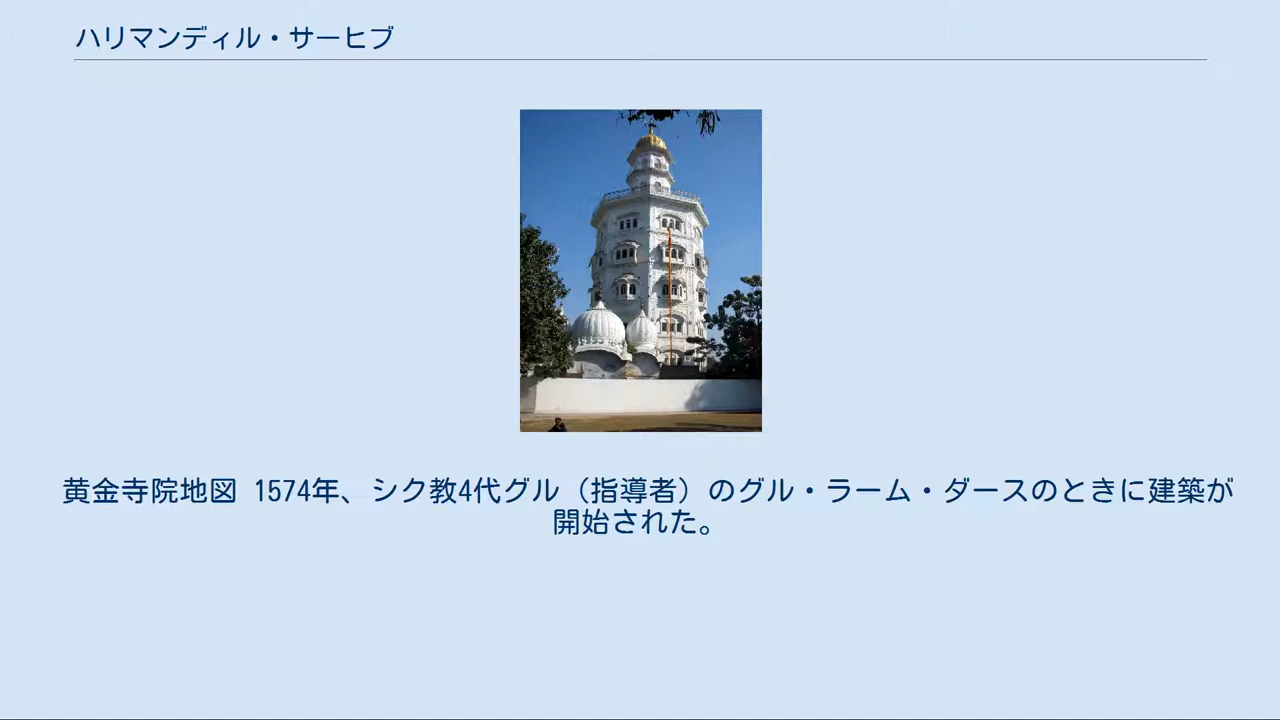 ハリマンディル・サーヒブ
黄金寺院地図 1574年、シク教4代グル（指導者）のグル・ラーム・ダースのときに建築が
開始された。